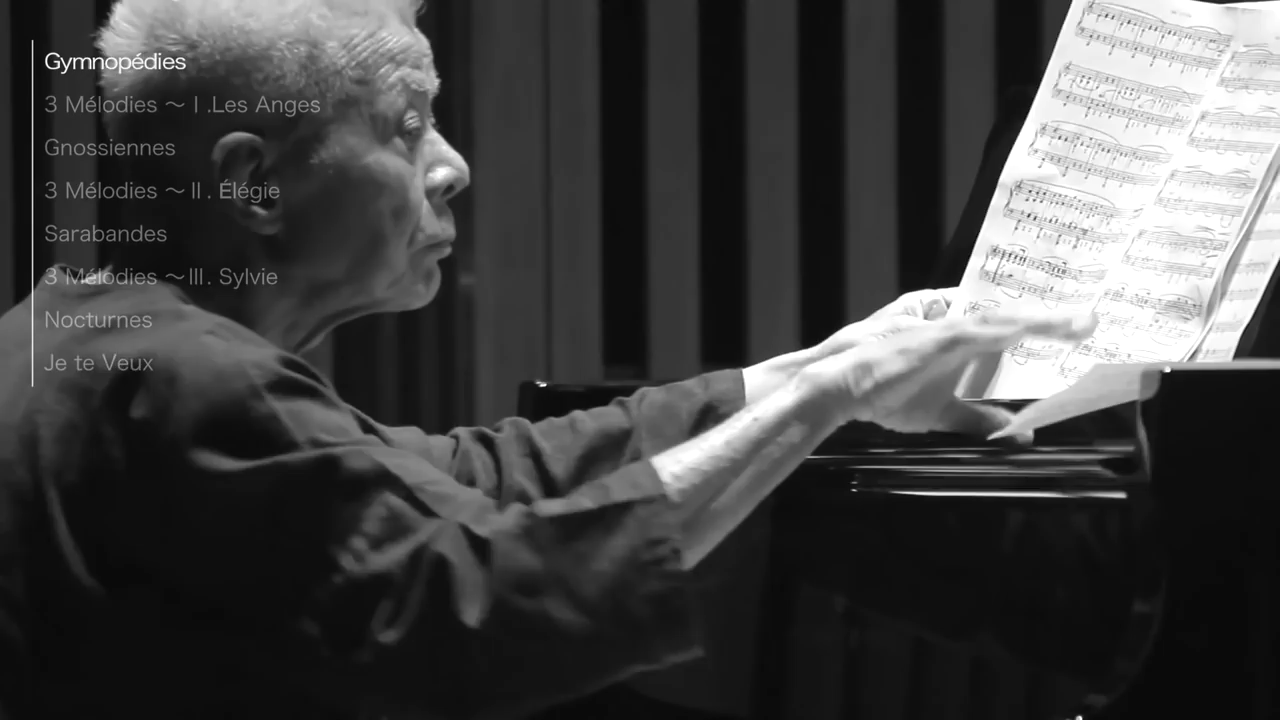 Gymnopédies
3 Mélodies ～Ⅰ.Les Anges
Gnossiennes
3 Mélodies ～Ⅱ. Élégie
Sarabandes
3 Mélodies ～Ⅲ. Sylvie
Nocturnes
Je te Veux